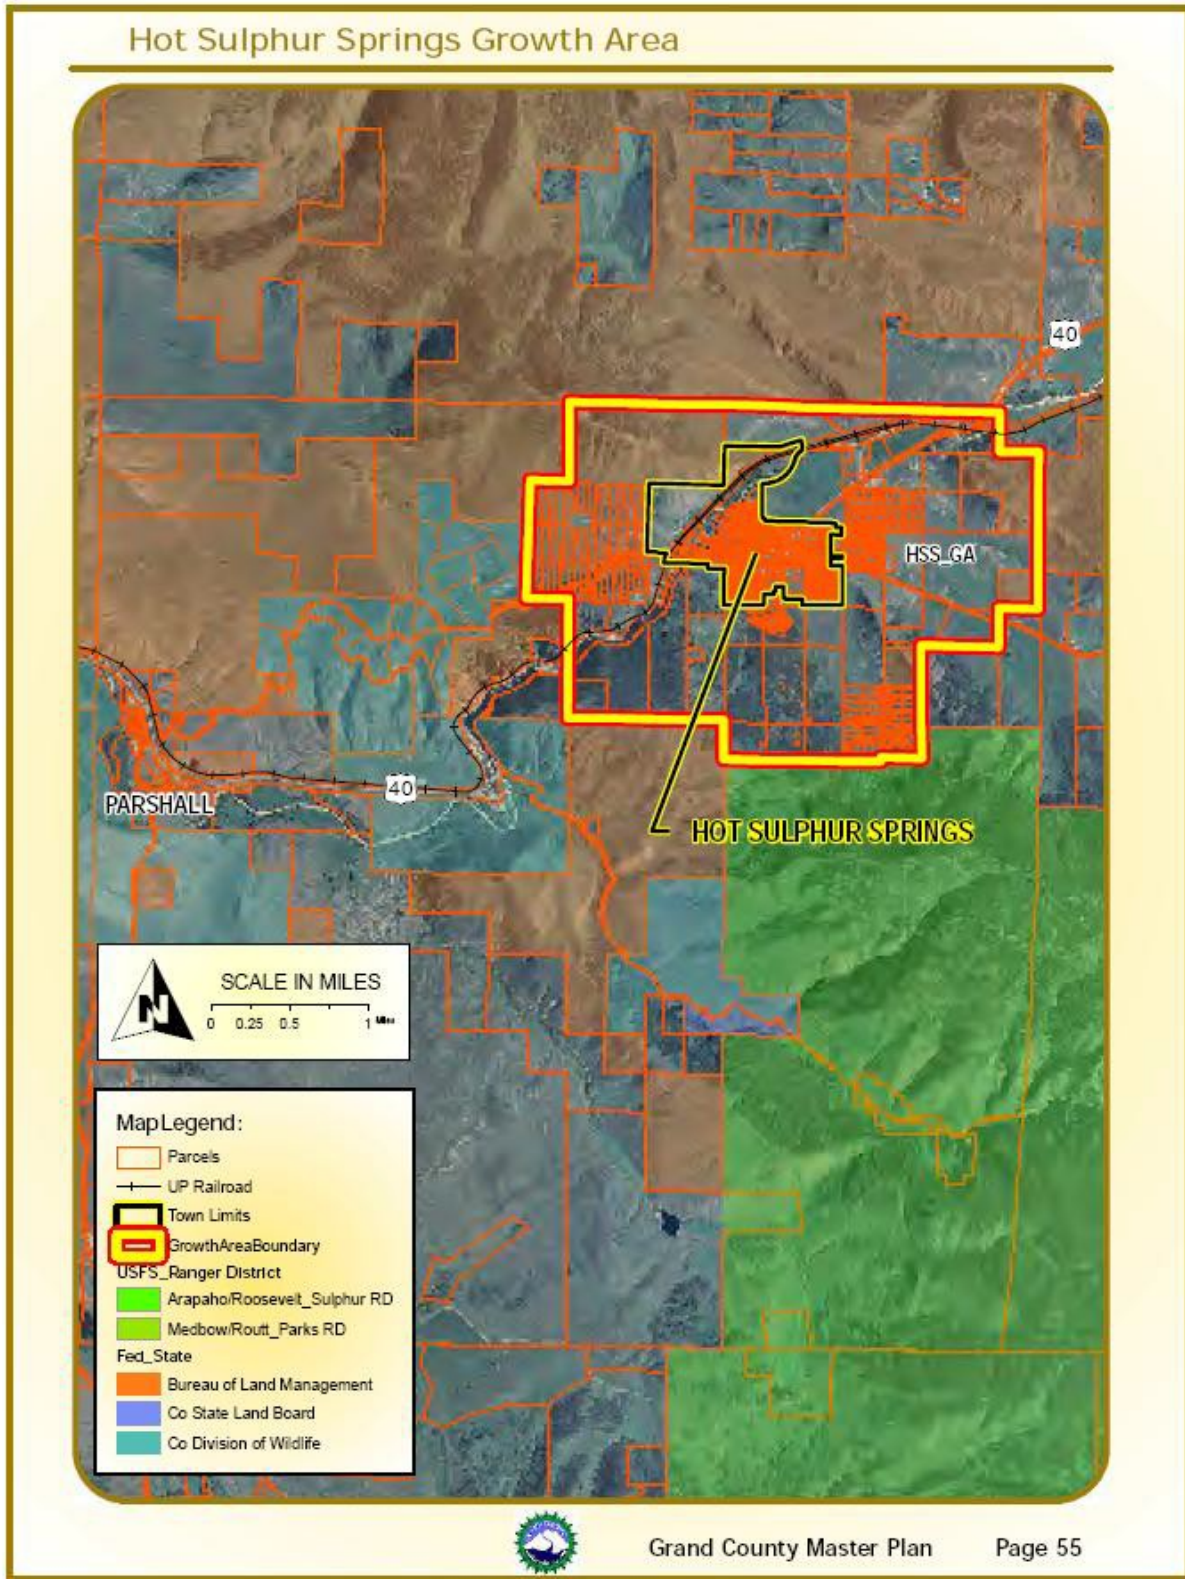 Hot Sulphur Springs Growth Area
40
HSS_GA
PARSHALL
40
HOT SULPHUR SPRINGS
N
SCALE IN MILES
0 0.25 0.5 1 Miles
MapLegend:
Parcels
UP Railroad
Town Limits
GrowthAreaBoundary
USFS_Ranger District
Arapaho/Roosevelt_Sulphur RD
Medbow/Routt_Parks RD
Fed_State
Bureau of Land Management
Co State Land Board
Co Division of Wildlife
Grand County Master Plan Page 55